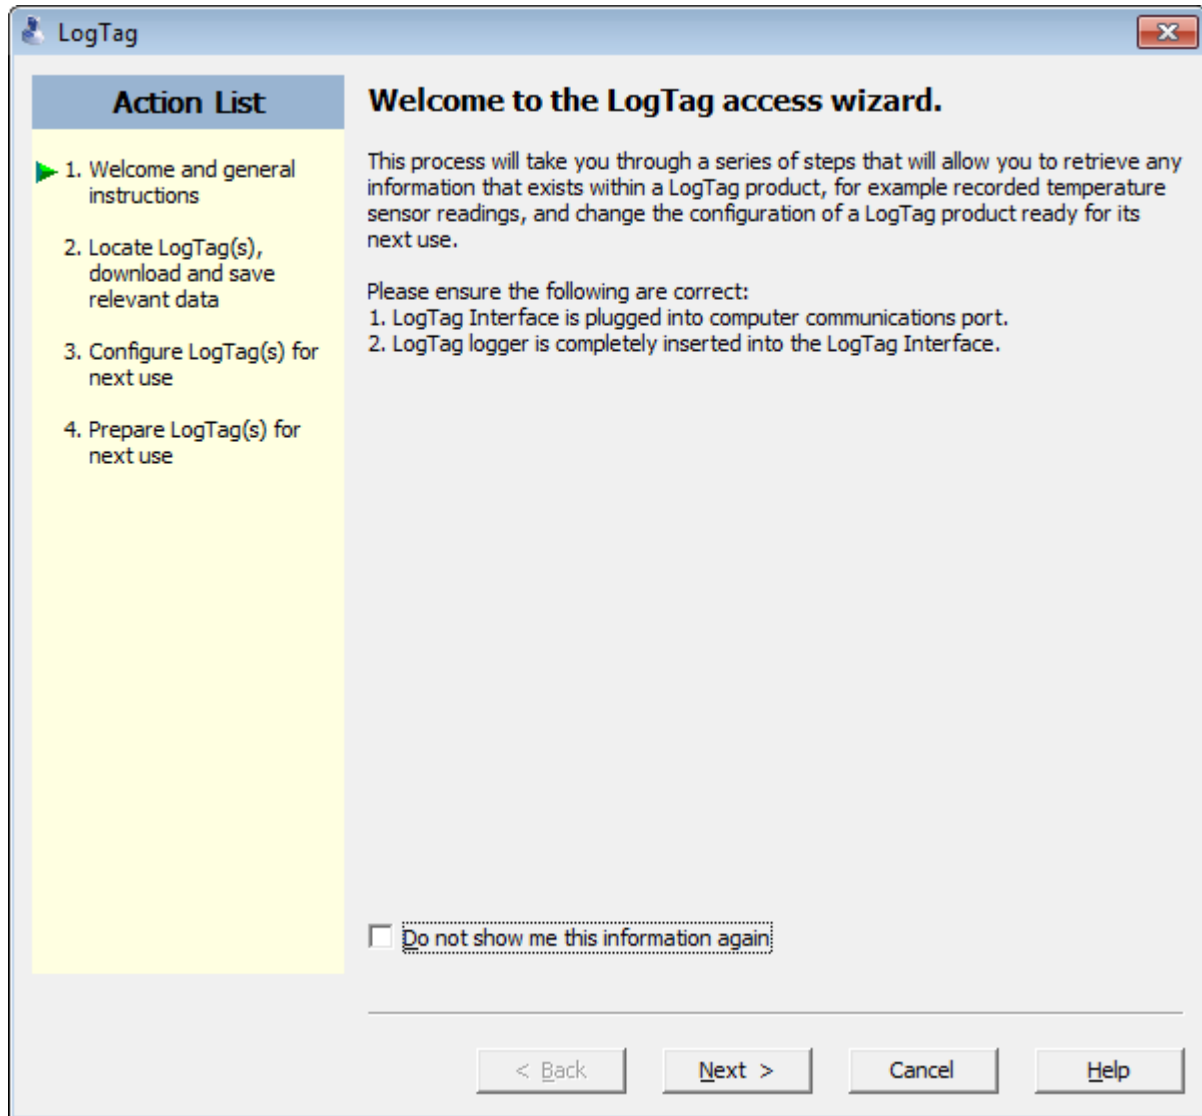 LogTag
Action List
1. Welcome and general
instructions
2. Locate LogTag(s),
download and save
relevant data
3. Configure LogTag(s) for
next use
4. Prepare LogTag(s) for
next use
Welcome to the LogTag access wizard.
This process will take you through a series of steps that will allow you to retrieve any
information that exists within a LogTag product, for example recorded temperature
sensor readings, and change the configuration of a LogTag product ready for its
next use.
Please ensure the following are correct:
1. LogTag Interface is plugged into computer communications port.
2. LogTag logger is completely inserted into the LogTag Interface.
Do not show me this information again
< Back
Next >
Cancel
Help